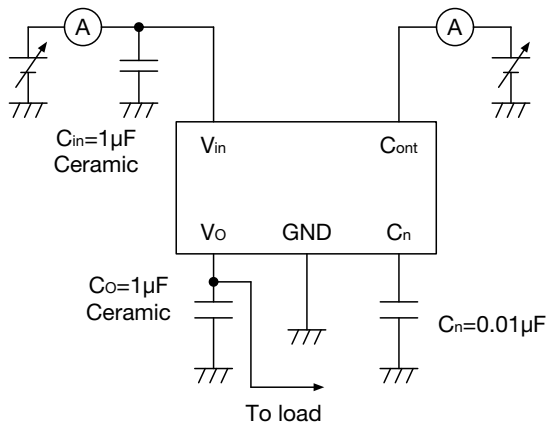 A
A
Cin=1µF
Ceramic
Vin
Cont
VO
GND
Cn
CO=1µF
Ceramic
Cn=0.01µF
To load